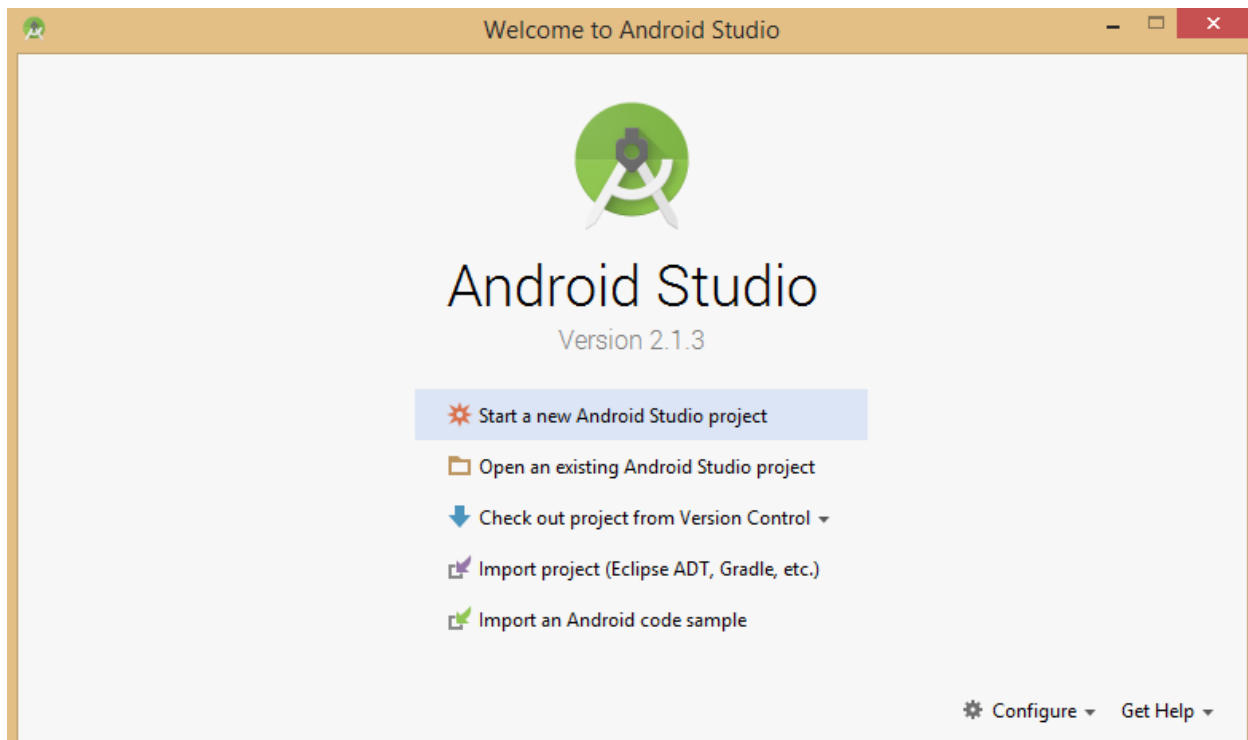 Welcome to Android Studio
Android Studio
Version 2.1.3
Start a new Android Studio project
Open an existing Android Studio project
Check out project from Version Control
Import project (Eclipse ADT, Gradle, etc.)
Import an Android code sample
Configure Get Help